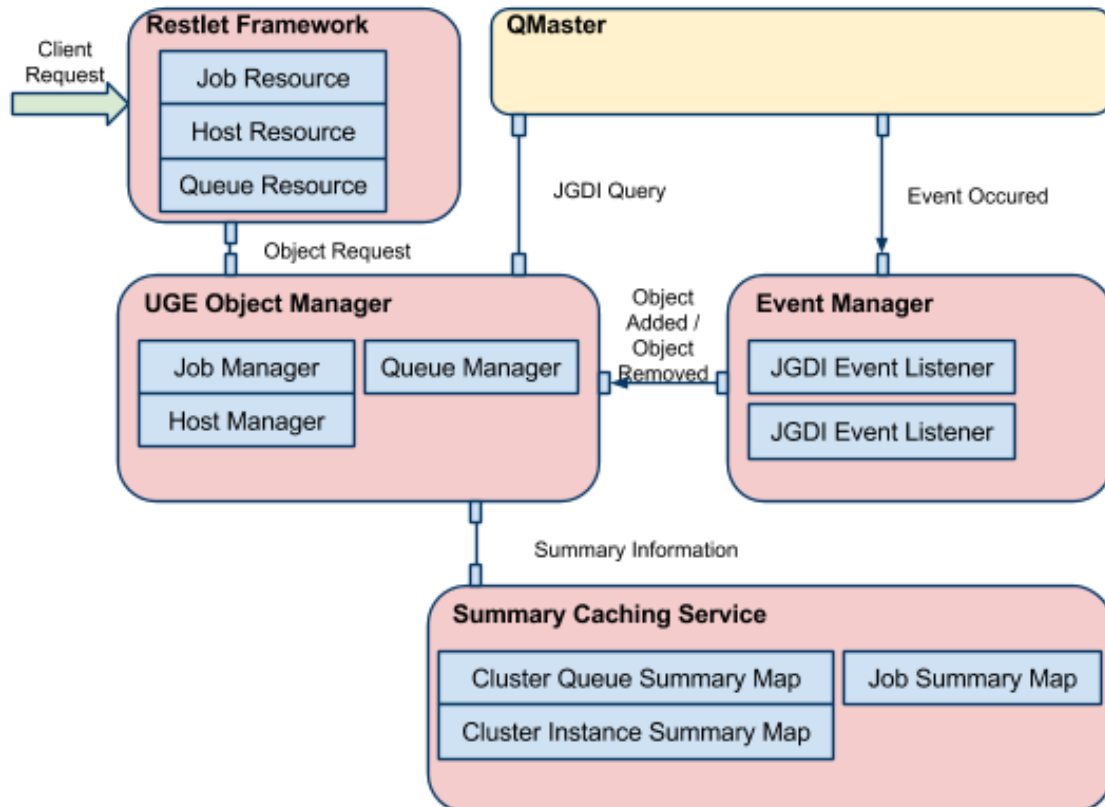 Restlet Framework
QMaster
Client
Request
Job Resource
Host Resource
Queue Resource
JGDI Query
Event Occured
Object Request
UGE Object Manager
Job Manager
Queue Manager
Host Manager
Object
Added /
Object
Removed
Event Manager
JGDI Event Listener
JGDI Event Listener
Summary Information
Summary Caching Service
Cluster Queue Summary Map
Job Summary Map
Cluster Instance Summary Map